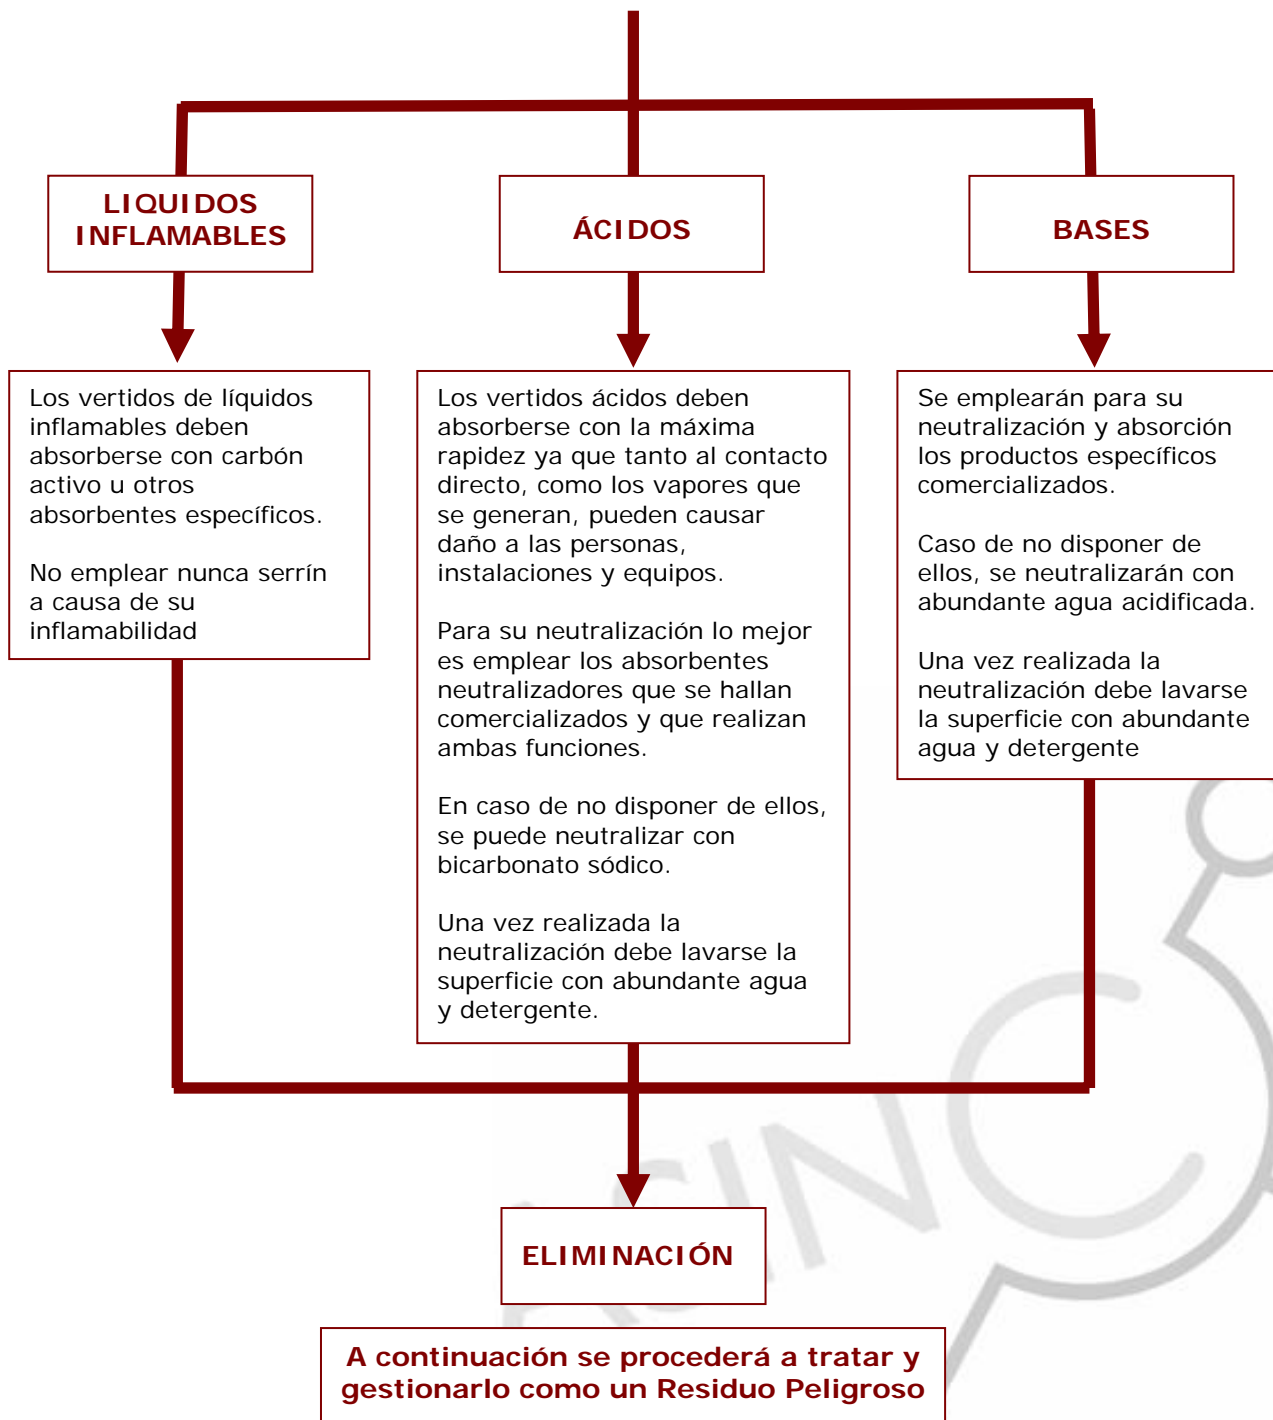 LIQUIDOS
INFLAMABLES
ÁCIDOS
BASES
Los vertidos de líquidos
inflamables deben
absorberse con carbón
activo u otros
absorbentes específicos.
No emplear nunca serrín
a causa de su
inflamabilidad
Los vertidos ácidos deben
absorberse con la máxima
rapidez ya que tanto al contacto
directo, como los vapores que
se generan, pueden causar
daño a las personas,
instalaciones y equipos.
Para su neutralización lo mejor
es emplear los absorbentes
neutralizadores que se hallan
comercializados y que realizan
ambas funciones.
En caso de no disponer de ellos,
se puede neutralizar con
bicarbonato sódico.
Una vez realizada la
neutralización debe lavarse la
superficie con abundante agua
y detergente.
Se emplearán para su
neutralización y absorción
los productos específicos
comercializados.
Caso de no disponer de
ellos, se neutralizarán con
abundante agua acidificada.
Una vez realizada la
neutralización debe lavarse
la superficie con abundante
agua y detergente
ELIMINACIÓN
A continuación se procederá a tratar y
gestionarlo como un Residuo Peligroso